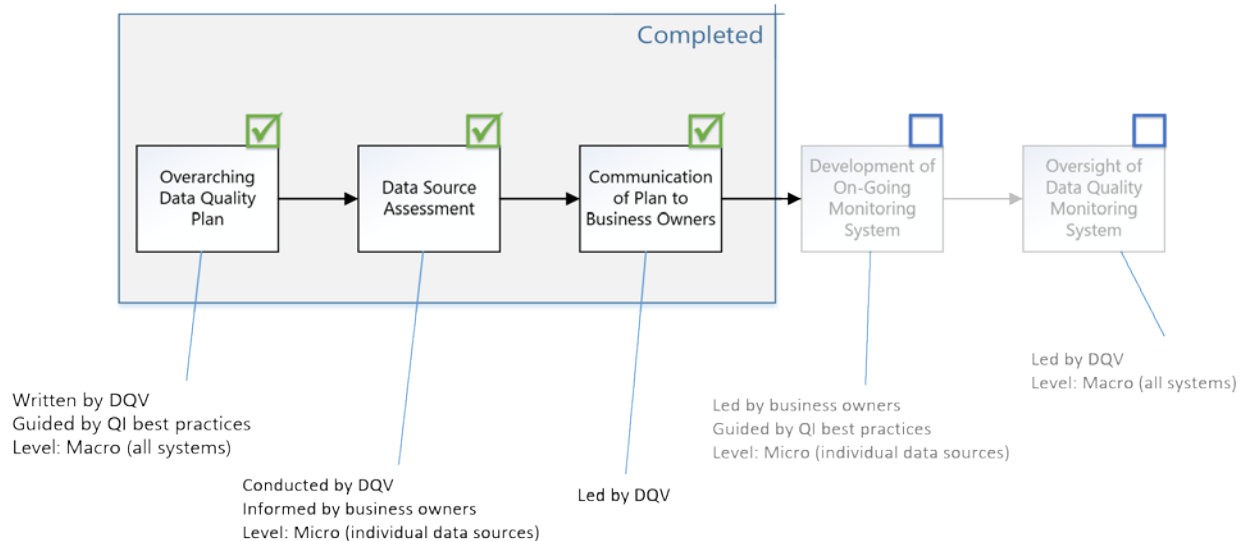 Completed
Overarching
Data Quality
Plan
Data Source
Assessment
Communication
of Plan to
Business Owners
Development of
On-Going
Monitoring
System
Oversight of
Data Quality
Monitoring
System
Written by DQV
Guided by QI best practices
Level: Macro (all systems)
Conducted by DQV
Informed by business owners
Level: Micro (individual data sources)
Led by DQV
Led by business owners
Guided by QI best practices
Level: Micro (individual data sources)
Led by DQV
Level: Macro (all systems)